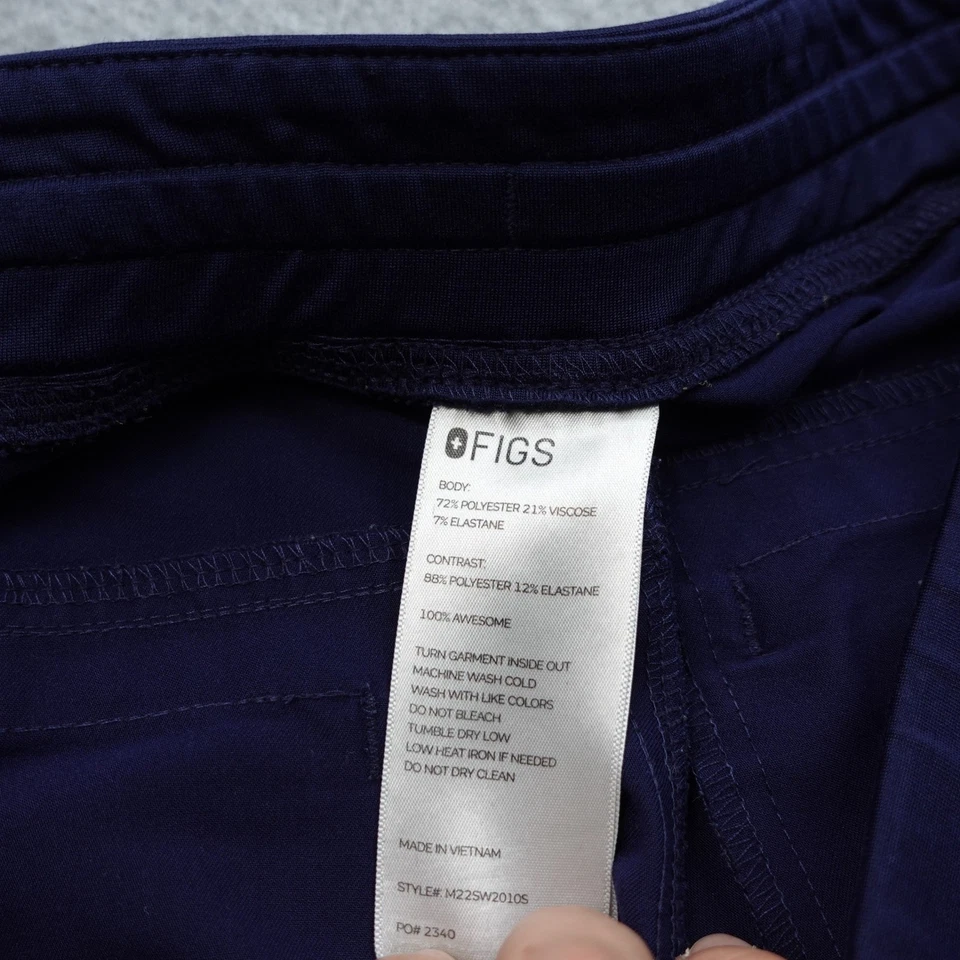 FIGS
BODY:
72% POLYESTER 21% VISCOSE
7% ELASTANE
CONTRAST:
88% POLYESTER 12% ELASTANE
100% AWESOME
TURN GARMENT INSIDE OUT
MACHINE WASH COLD
WASH WITH LIKE COLORS
DO NOT BLEACH
TUMBLE DRY LOW
LOW HEAT IRON IF NEEDED
DO NOT DRY CLEAN
MADE IN VIETNAM
STYLE#: M22SW2010S
PO# 2340